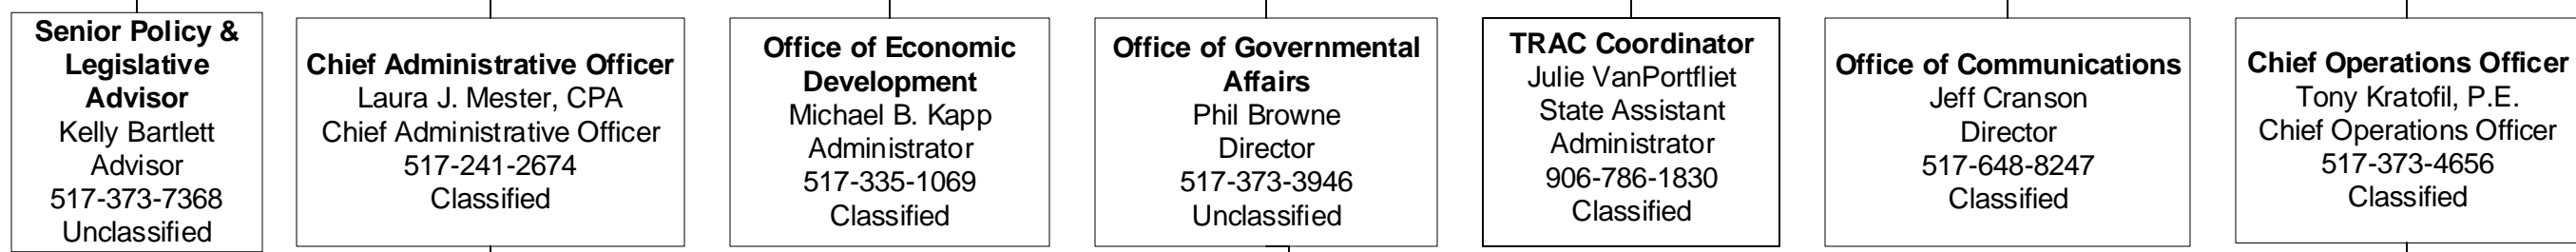 Senior Policy &
Legislative
Advisor
Kelly Bartlett
Advisor
517-373-7368
Unclassified
Chief Administrative Officer
Laura J. Mester, CPA
Chief Administrative Officer
517-241-2674
Classified
Office of Economic
Development
Michael B. Kapp
Administrator
517-335-1069
Classified
Office of Governmental
Affairs
Phil Browne
Director
517-373-3946
Unclassified
TRAC Coordinator
Julie VanPortfliet
State Assistant
Administrator
906-786-1830
Classified
Office of Communications
Jeff Cranson
Director
517-648-8247
Classified
Chief Operations Officer
Tony Kratofil, P.E.
Chief Operations Officer
517-373-4656
Classified